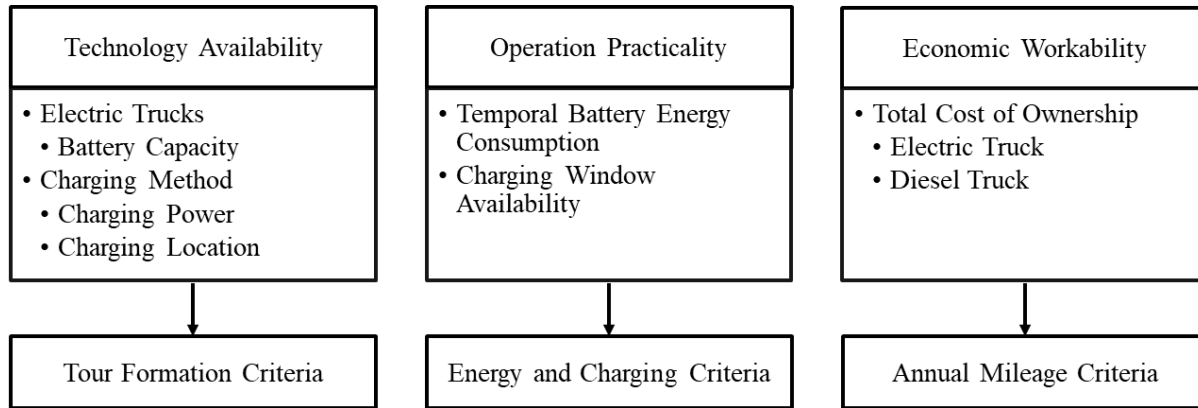 Technology Availability
• Electric Trucks
• Battery Capacity
• Charging Method
• Charging Power
• Charging Location
Tour Formation Criteria
Operation Practicality
• Temporal Battery Energy
Consumption
• Charging Window
Availability
Energy and Charging Criteria
Economic Workability
• Total Cost of Ownership
• Electric Truck
• Diesel Truck
Annual Mileage Criteria